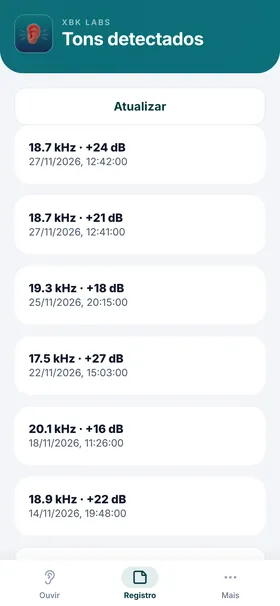 XBK LABS
Tons detectados
Atualizar
18.7 kHz · +24 dB
27/11/2026, 12:42:00
18.7 kHz · +21 dB
27/11/2026, 12:41:00
19.3 kHz · +18 dB
25/11/2026, 20:15:00
17.5 kHz · +27 dB
22/11/2026, 15:03:00
20.1 kHz · +16 dB
18/11/2026, 11:26:00
18.9 kHz · +22 dB
14/11/2026, 19:48:00
Ouvir
Registro
Mais